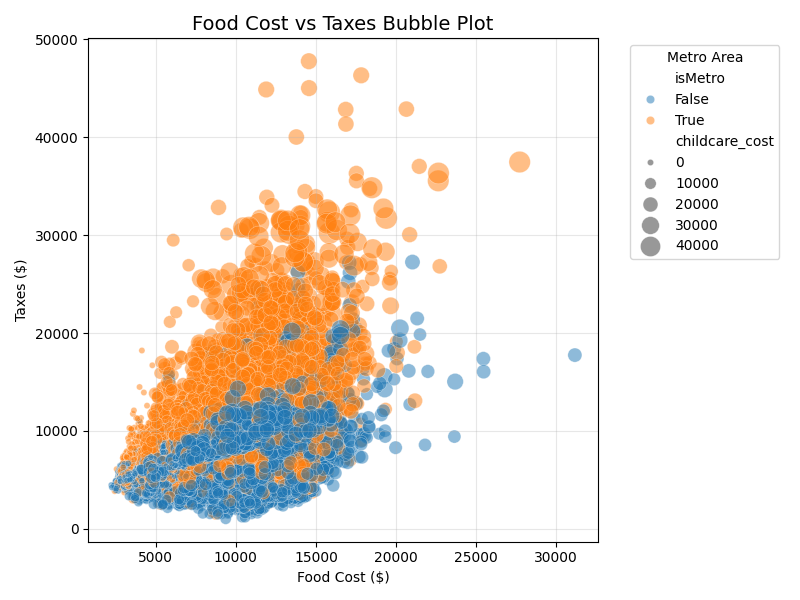 Food Cost vs Taxes Bubble Plot
Taxes ($)
50000
40000
30000
20000
10000
0
5000 10000 15000 20000 25000 30000
Food Cost ($)
Metro Area
isMetro
False
True
childcare_cost
0
10000
20000
30000
40000